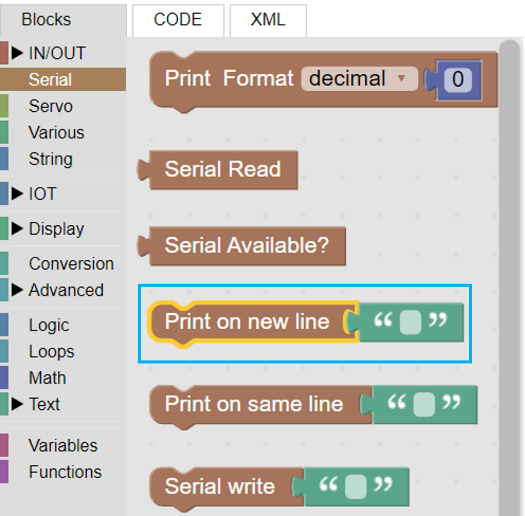 Blocks
CODE
XML
IN/OUT
Serial
Servo
Various
String
IOT
Display
Conversion
Advanced
Logic
Loops
Math
Text
Variables
Functions
Print Format decimal 0
Serial Read
Serial Available?
Print on new line “ ”
Print on same line “ ”
Serial write “ ”